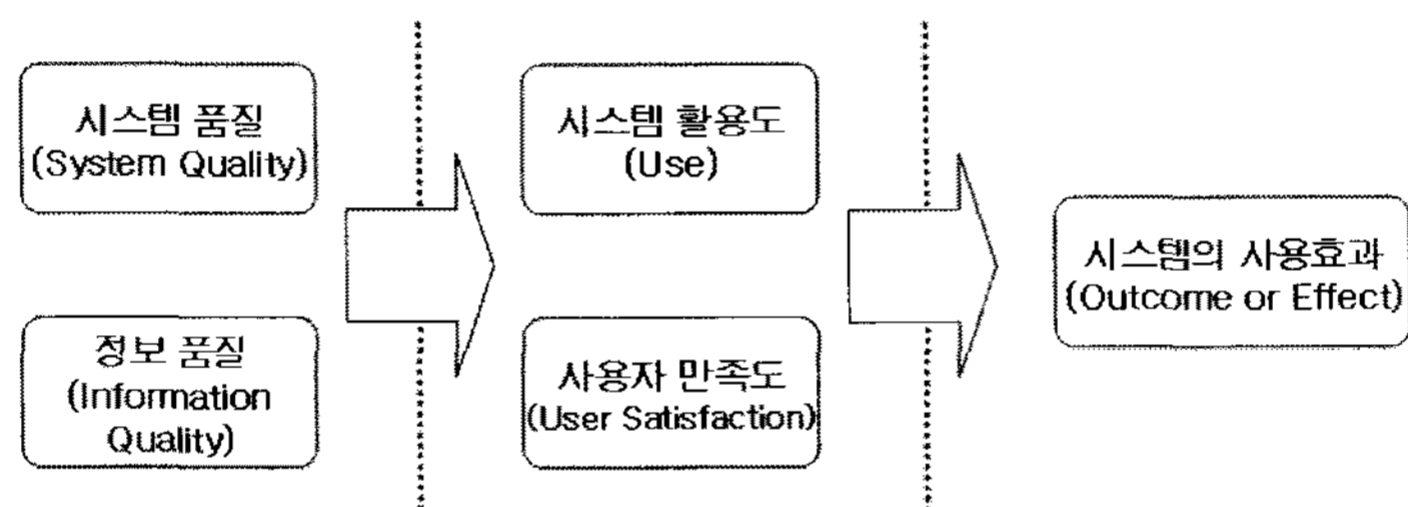 시스템 품질
(System Quality)
정보 품질
(Information
Quality)
시스템 활용도
(Use)
사용자 만족도
(User Satisfaction)
시스템의 사용효과
(Outcome or Effect)